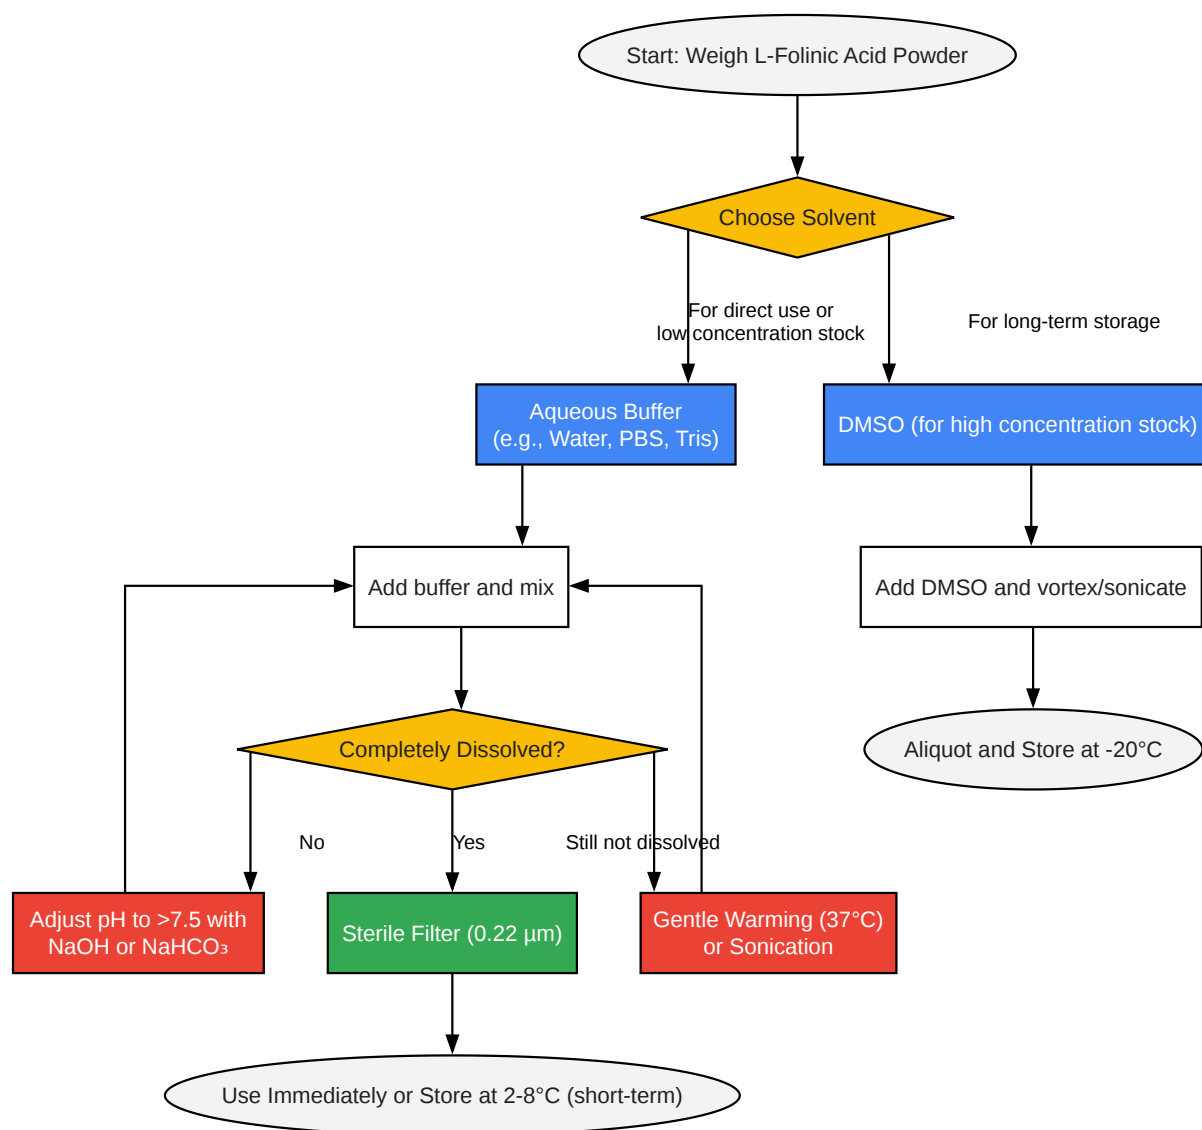 Start: Weigh L-Folinic Acid Powder
Choose Solvent
For direct use or
low concentration stock
For long-term storage
Aqueous Buffer
(e.g., Water, PBS, Tris)
DMSO (for high concentration stock)
Add buffer and mix
Add DMSO and vortex/sonicate
Completely Dissolved?
Aliquot and Store at -20°C
No
Yes
Still not dissolved
Adjust pH to >7.5 with
NaOH or NaHCO₃
Sterile Filter (0.22 µm)
Gentle Warming (37°C)
or Sonication
Use Immediately or Store at 2-8°C (short-term)